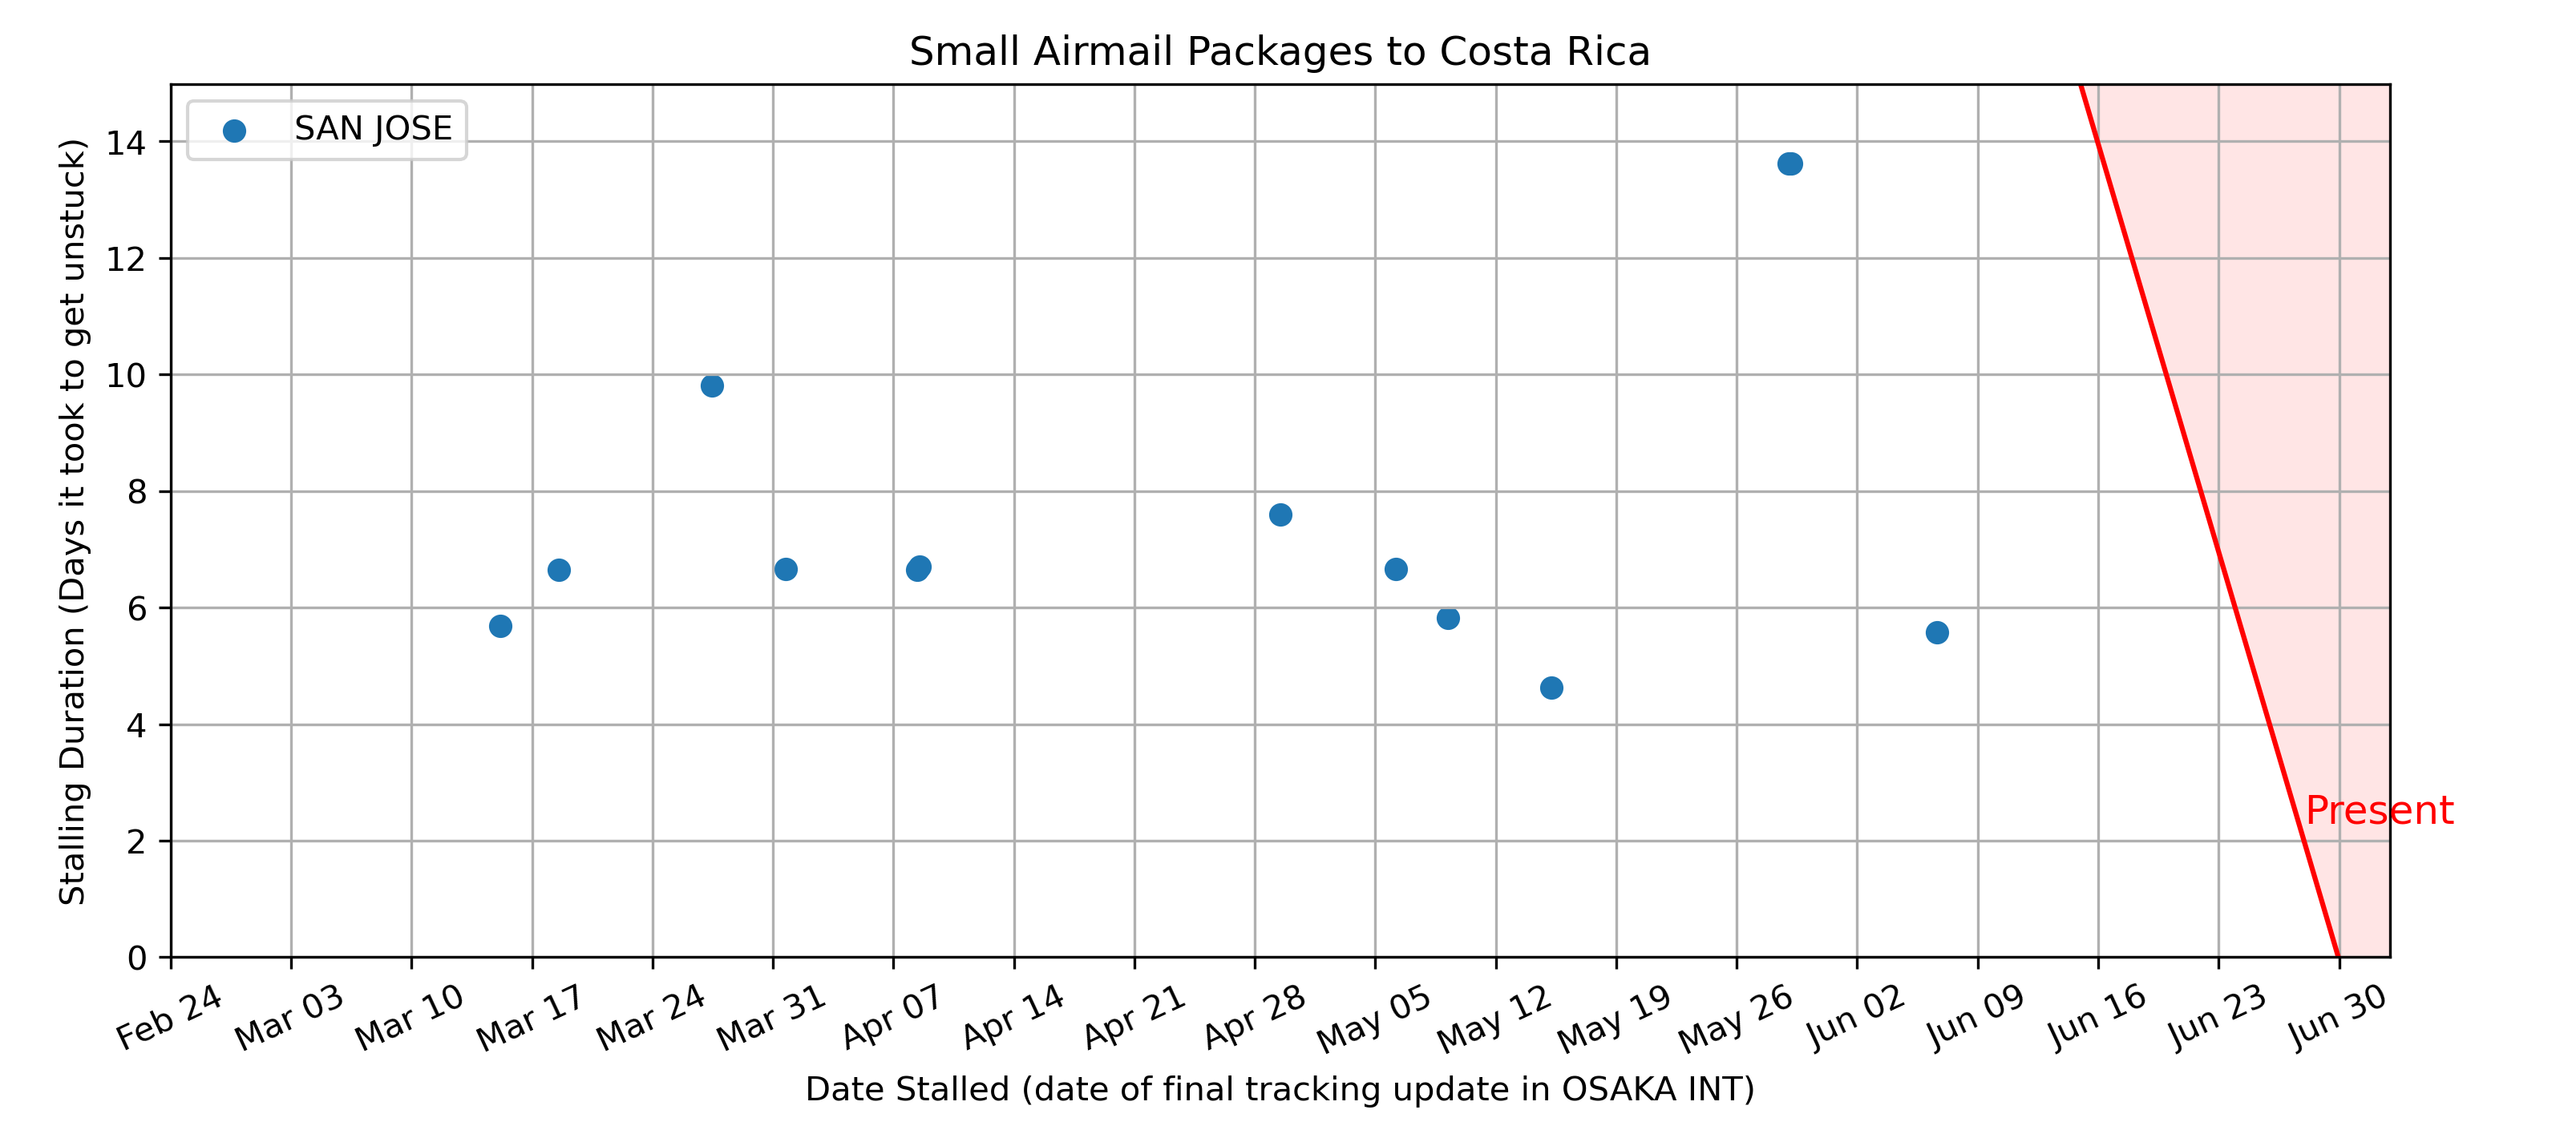 Small Airmail Packages to Costa Rica
SAN JOSE
Stalling Duration (Days it took to get unstuck)
14
12
10
8
6
4
2
0
Present
Feb 24
Mar 03
Mar 10
Mar 17
Mar 24
Mar 31
Apr 07
Apr 14
Apr 21
Apr 28
May 05
May 12
May 19
May 26
Jun 02
Jun 09
Jun 16
Jun 23
Jun 30
Date Stalled (date of final tracking update in OSAKA INT)